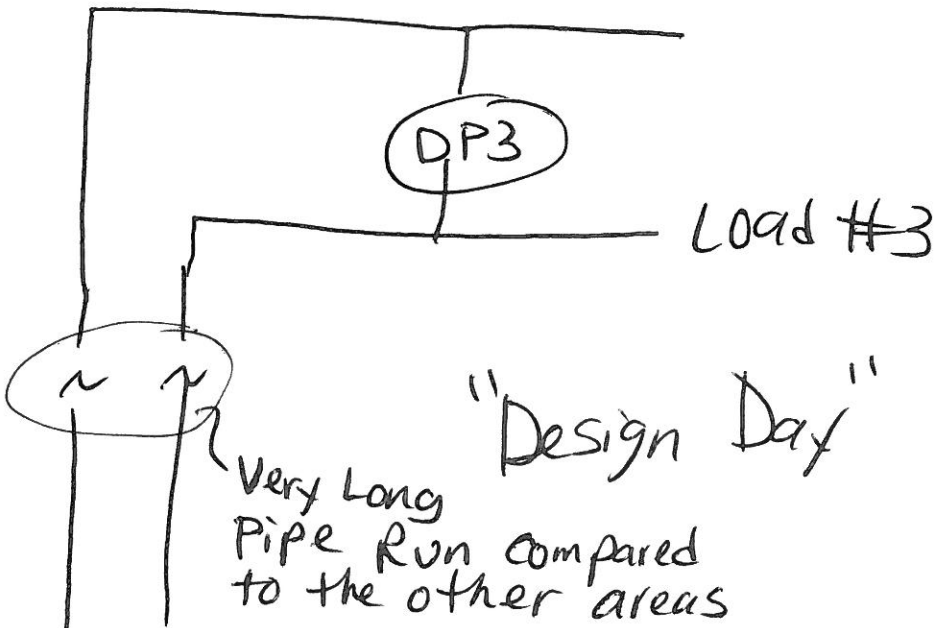 DP3
Load #3
"Design Day"
Very Long
Pipe Run compared
to the other areas